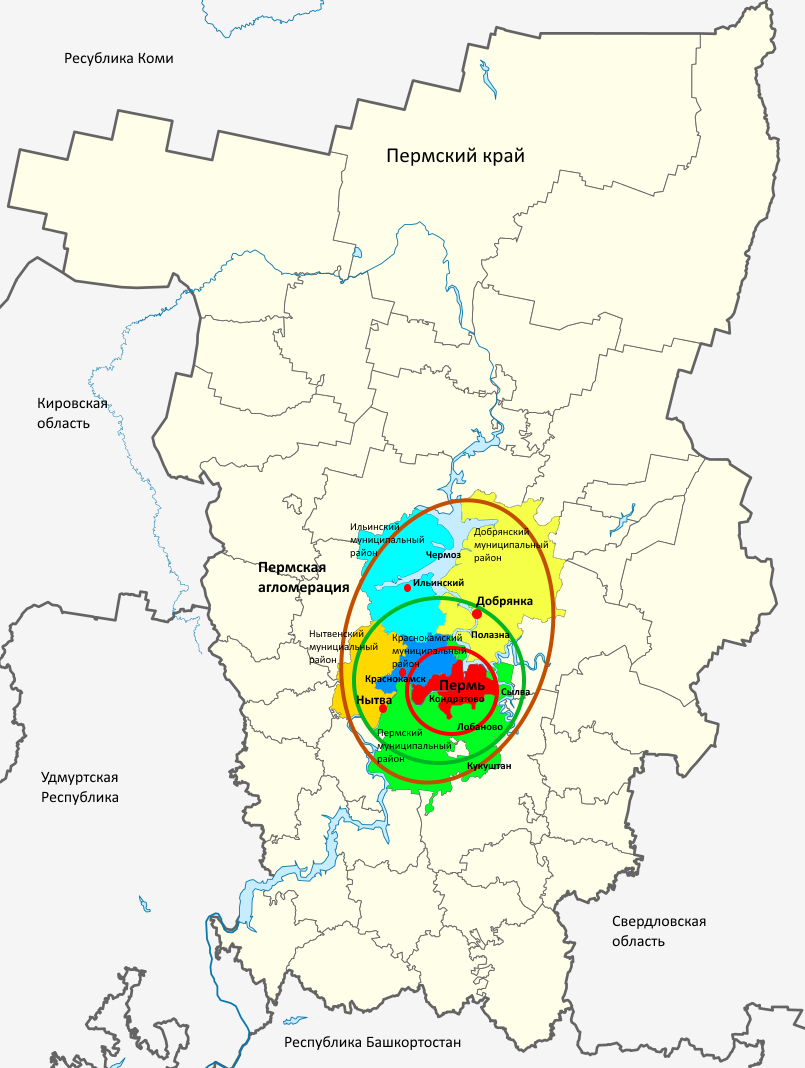 Ресублика Коми
Пермский край
Кировская
область
Ильинский
муниципальный
район
Добрянский
муниципальный
район
Чермоз
Пермская
агломерация
Ильинский
Добрянка
Нытвенский
муниципальный
район
Краснокамский
муниципальный
район
Полазна
Краснокамск
Пермь
Сылва
Кондратово
Нытва
Лобаново
Пермский
муниципальный
район
Кукуштан
Удмуртская
Республика
Свердловская
область
Республика Башкортостан